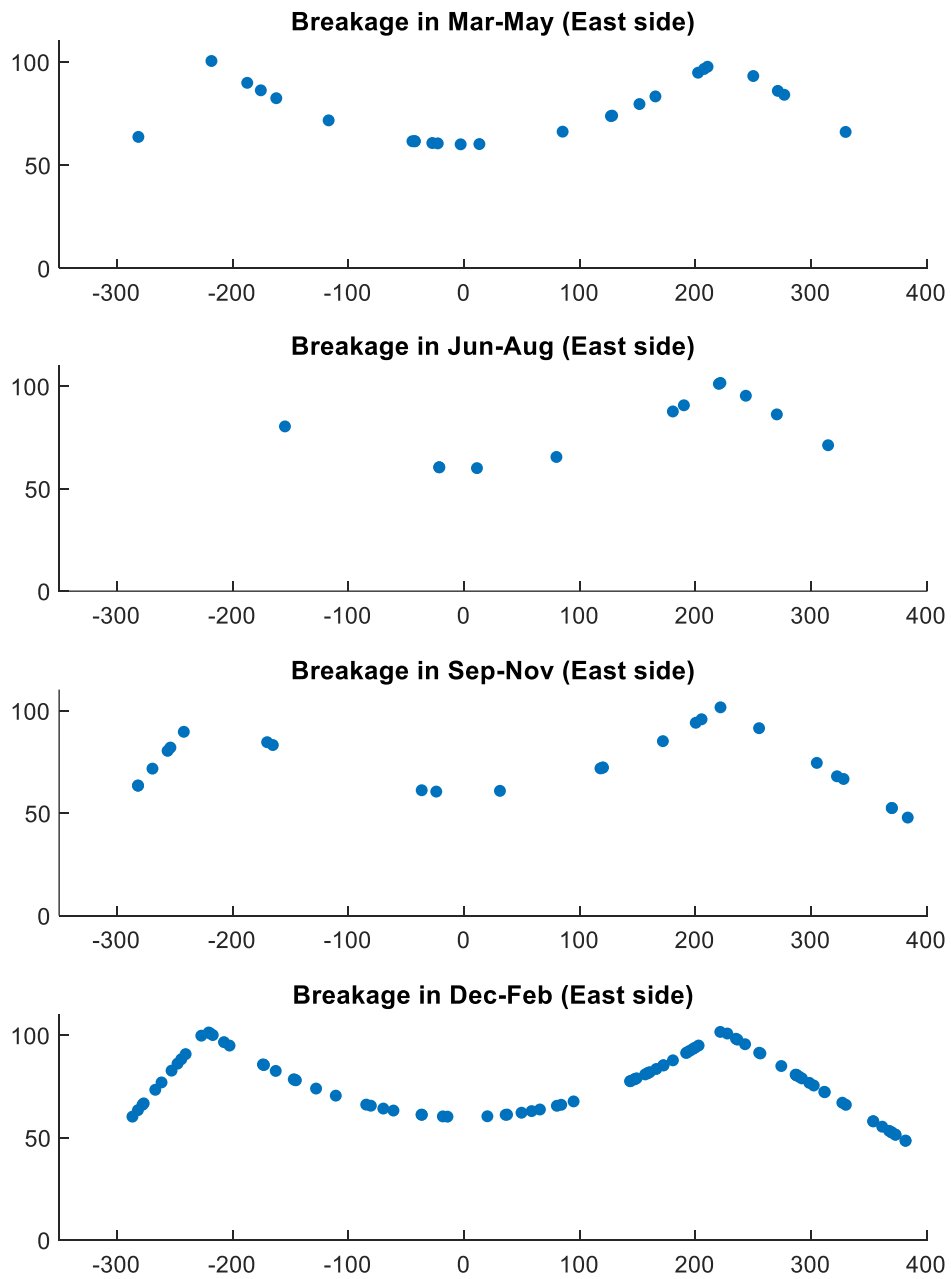 Breakage in Mar-May (East side)
100
50
0
-300 -200 -100 0 100 200 300 400
Breakage in Jun-Aug (East side)
100
50
0
-300 -200 -100 0 100 200 300 400
Breakage in Sep-Nov (East side)
100
50
0
-300 -200 -100 0 100 200 300 400
Breakage in Dec-Feb (East side)
100
50
0
-300 -200 -100 0 100 200 300 400